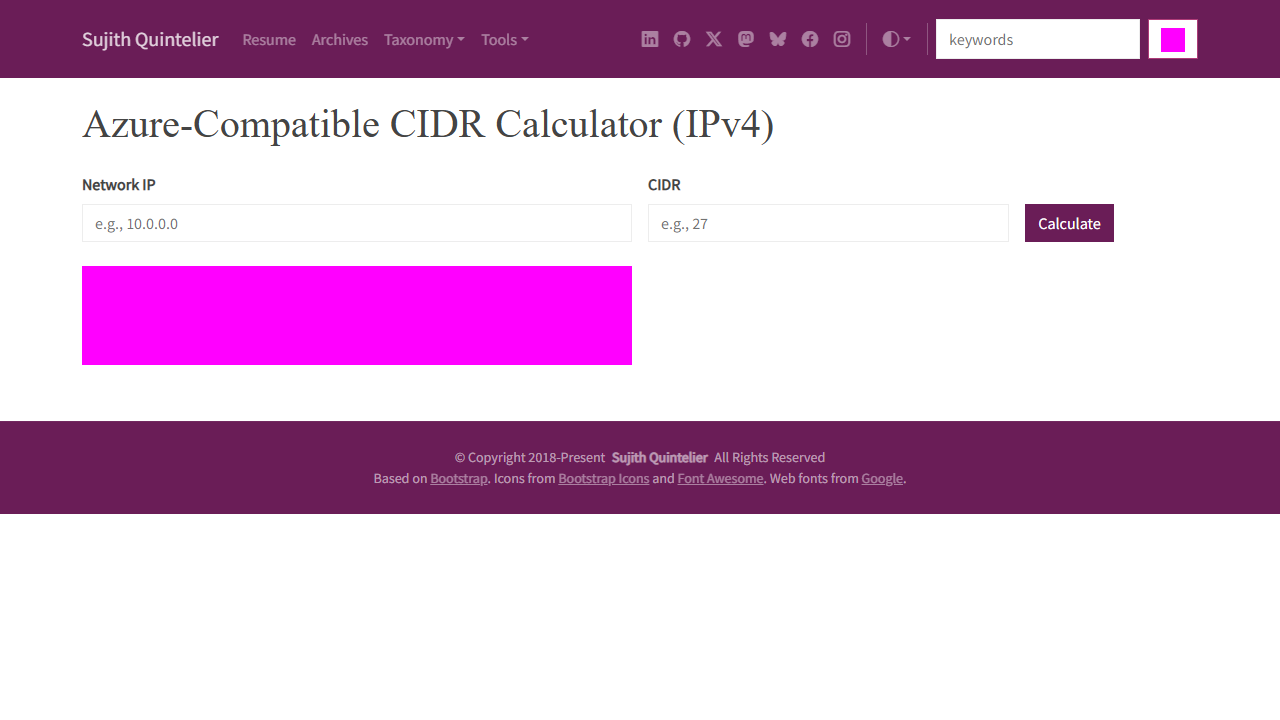 Sujith Quintelier Resume Archives Taxonomy Tools keywords
Azure-Compatible CIDR Calculator (IPv4)
Network IP CIDR
e.g., 10.0.0.0 e.g., 27 Calculate
© Copyright 2018-Present Sujith Quintelier All Rights Reserved
Based on Bootstrap. Icons from Bootstrap Icons and Font Awesome. Web fonts from Google.